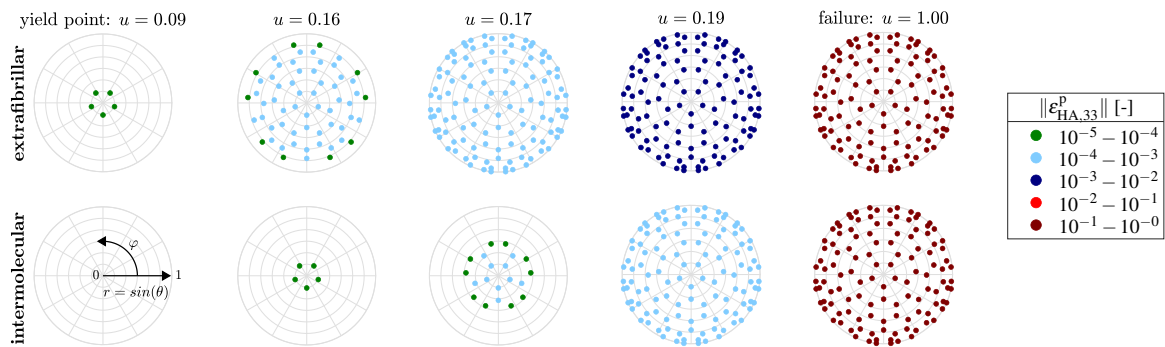 yield point: u = 0.09
u = 0.16
u = 0.17
u = 0.19
failure: u = 1.00
extrafibrillar
intermolecular
φ
0
1
r = sin(θ)
‖ε^p_HA,33‖ [-]
10^−5 − 10^−4
10^−4 − 10^−3
10^−3 − 10^−2
10^−2 − 10^−1
10^−1 − 10^−0